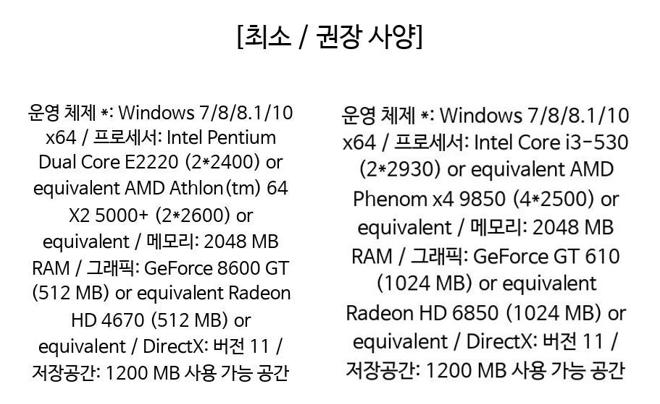 [최소 / 권장 사양]
운영 체제 *: Windows 7/8/8.1/10
x64 / 프로세서: Intel Pentium
Dual Core E2220 (2*2400) or
equivalent AMD Athlon(tm) 64
X2 5000+ (2*2600) or
equivalent / 메모리: 2048 MB
RAM / 그래픽: GeForce 8600 GT
(512 MB) or equivalent Radeon
HD 4670 (512 MB) or
equivalent / DirectX: 버전 11 /
저장공간: 1200 MB 사용 가능 공간
운영 체제 *: Windows 7/8/8.1/10
x64 / 프로세서: Intel Core i3-530
(2*2930) or equivalent AMD
Phenom x4 9850 (4*2500) or
equivalent / 메모리: 2048 MB
RAM / 그래픽: GeForce GT 610
(1024 MB) or equivalent
Radeon HD 6850 (1024 MB) or
equivalent / DirectX: 버전 11 /
저장공간: 1200 MB 사용 가능 공간